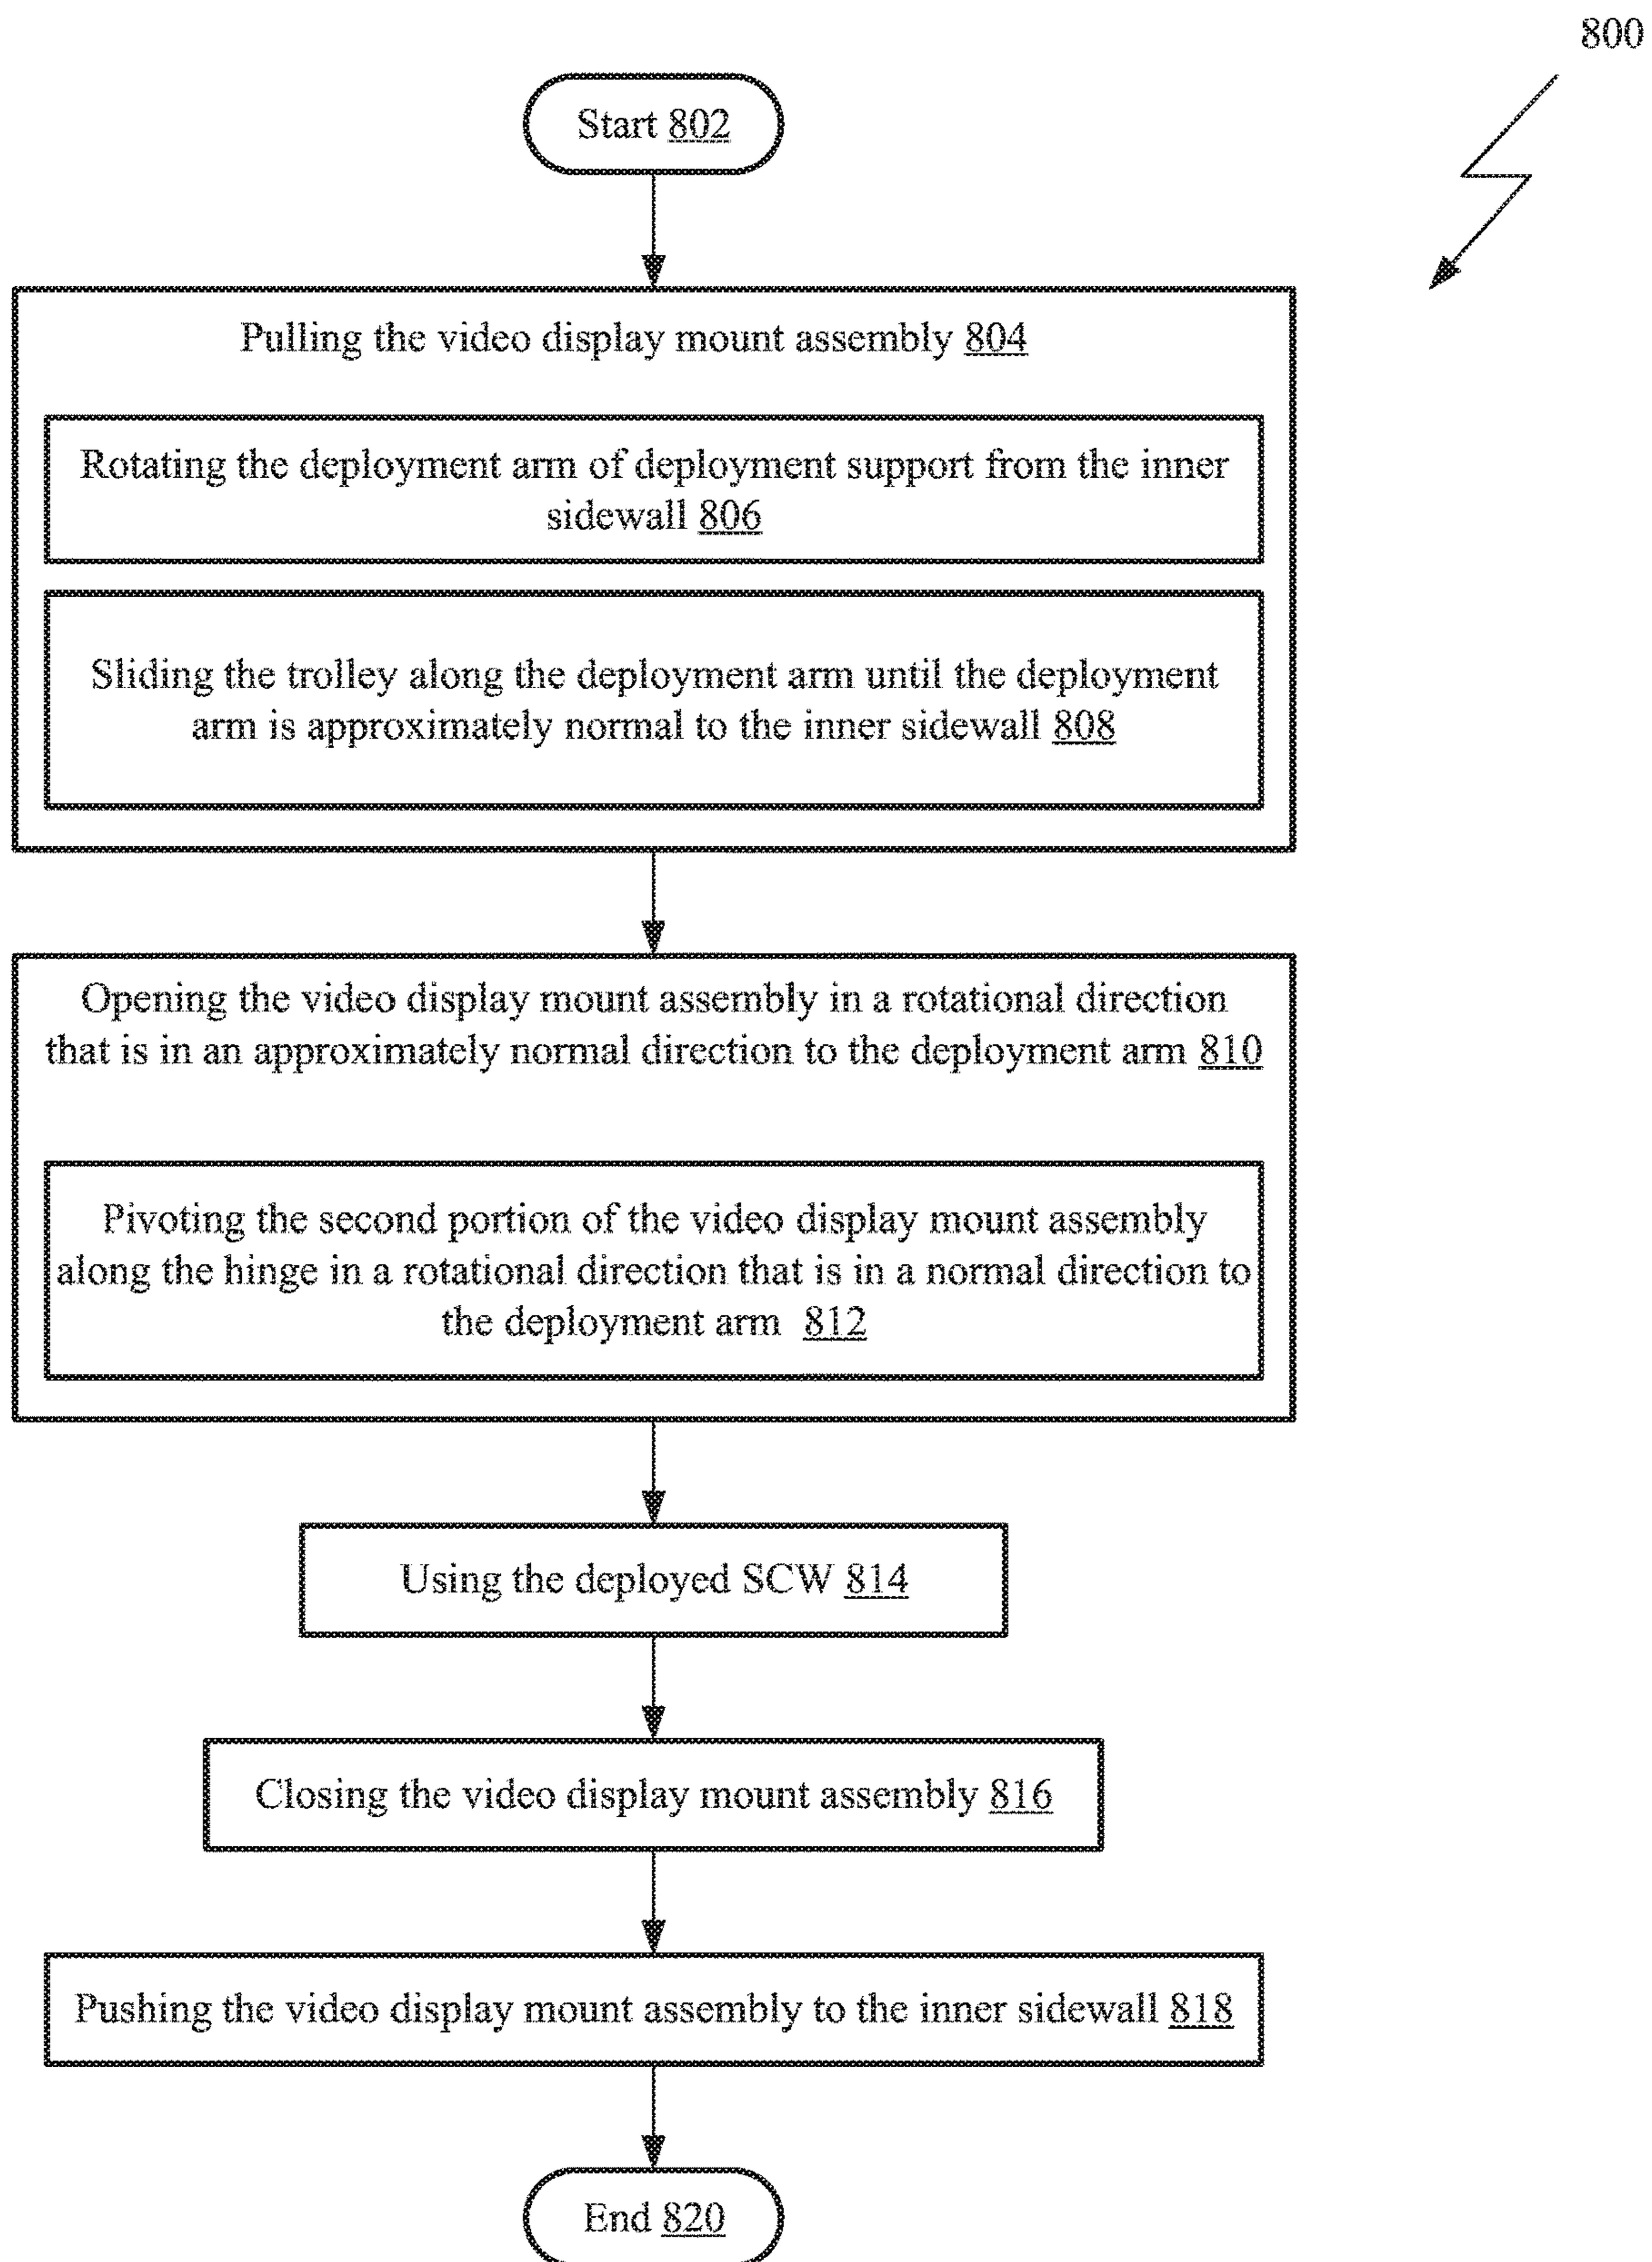 800
Start 802
Pulling the video display mount assembly 804
Rotating the deployment arm of deployment support from the inner
sidewall 806
Sliding the trolley along the deployment arm until the deployment
arm is approximately normal to the inner sidewall 808
Opening the video display mount assembly in a rotational direction
that is in an approximately normal direction to the deployment arm 810
Pivoting the second portion of the video display mount assembly
along the hinge in a rotational direction that is in a normal direction to
the deployment arm 812
Using the deployed SCW 814
Closing the video display mount assembly 816
Pushing the video display mount assembly to the inner sidewall 818
End 820